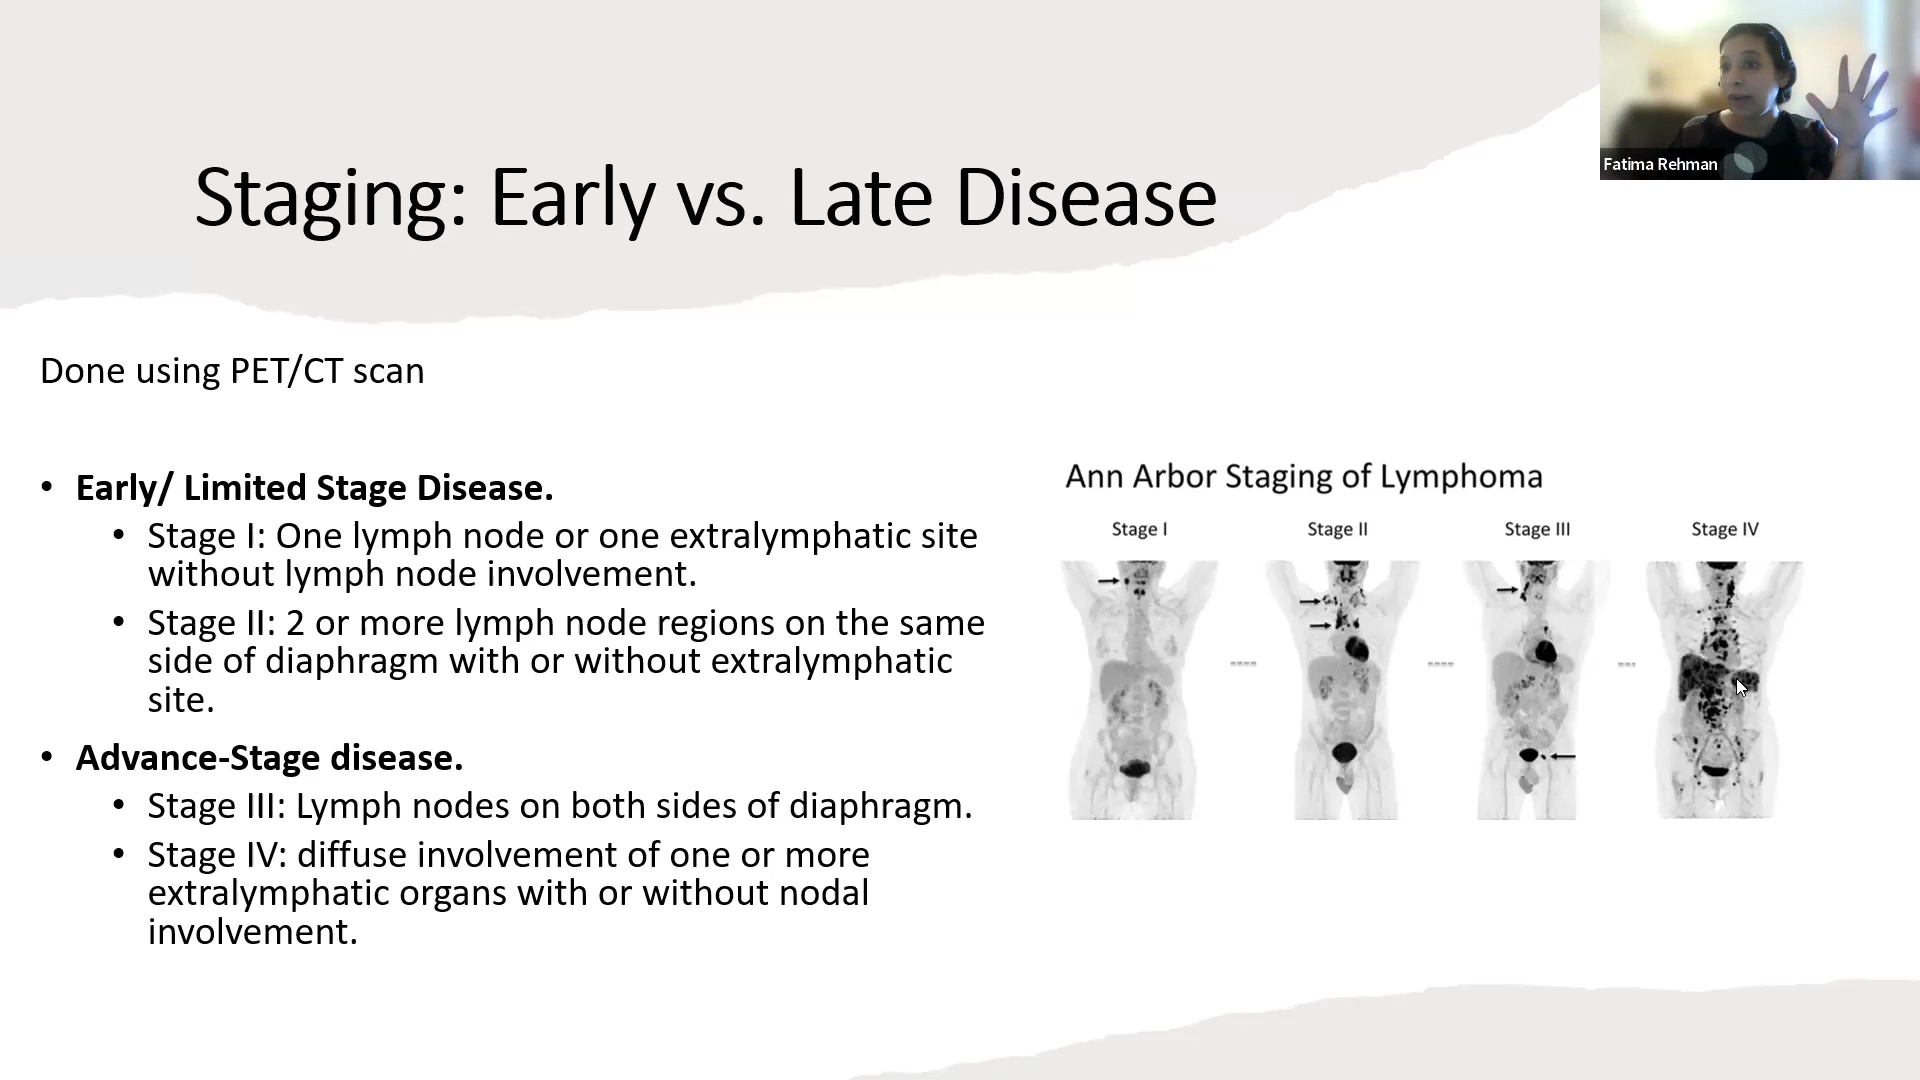 Fatima Rehman
Staging: Early vs. Late Disease
Done using PET/CT scan
• Early/ Limited Stage Disease.
• Stage I: One lymph node or one extralymphatic site
without lymph node involvement.
• Stage II: 2 or more lymph node regions on the same
side of diaphragm with or without extralymphatic
site.
• Advance-Stage disease.
• Stage III: Lymph nodes on both sides of diaphragm.
• Stage IV: diffuse involvement of one or more
extralymphatic organs with or without nodal
involvement.
Ann Arbor Staging of Lymphoma
Stage I
Stage II
Stage III
Stage IV